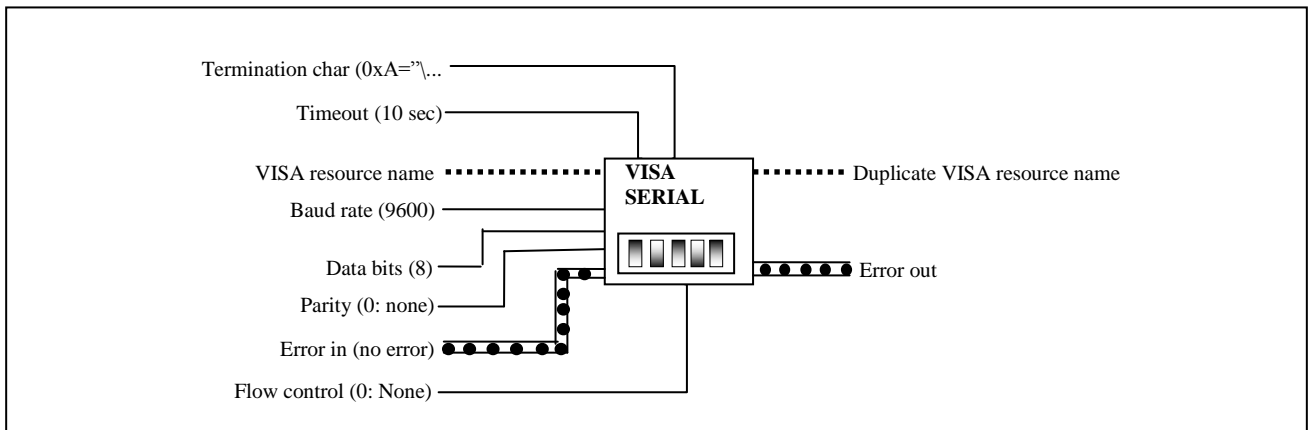 Termination char (0xA=”\...
Timeout (10 sec)
VISA resource name
VISA
SERIAL
Duplicate VISA resource name
Baud rate (9600)
Data bits (8)
Error out
Parity (0: none)
Error in (no error)
Flow control (0: None)